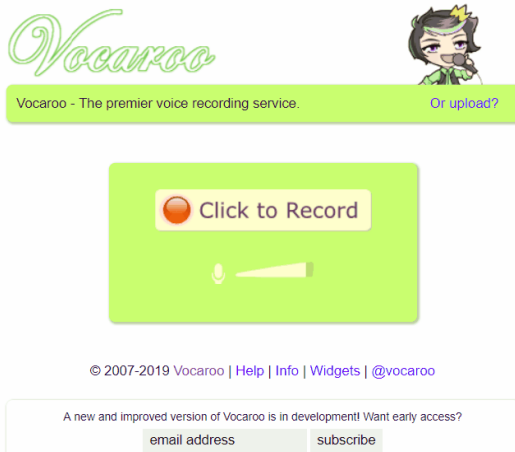 Vocaroo
Vocaroo - The premier voice recording service. Or upload?
Click to Record
© 2007-2019 Vocaroo | Help | Info | Widgets | @vocaroo
A new and improved version of Vocaroo is in development! Want early access?
email address subscribe